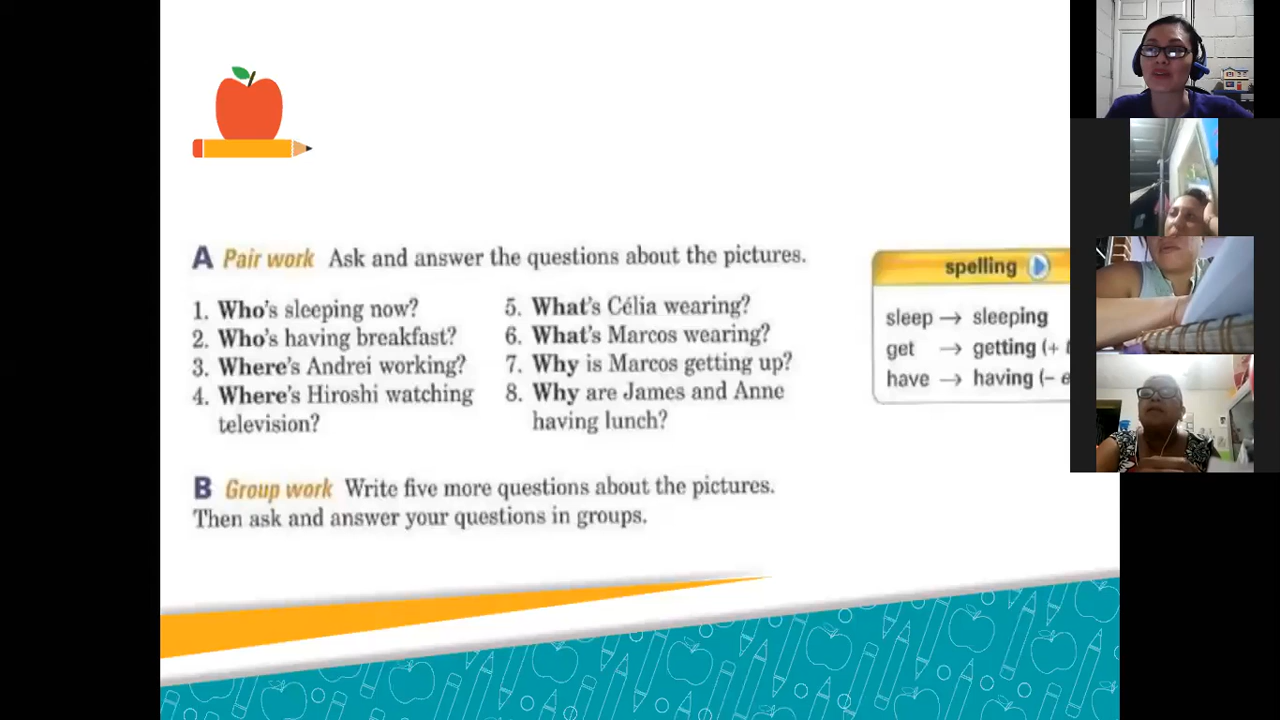 A Pair work Ask and answer the questions about the pictures.
1. Who's sleeping now?
2. Who's having breakfast?
3. Where's Andrei working?
4. Where's Hiroshi watching
television?
5. What's Célia wearing?
6. What's Marcos wearing?
7. Why is Marcos getting up?
8. Why are James and Anne
having lunch?
B Group work Write five more questions about the pictures.
Then ask and answer your questions in groups.
spelling
sleep → sleeping
get → getting (+
have → having (–